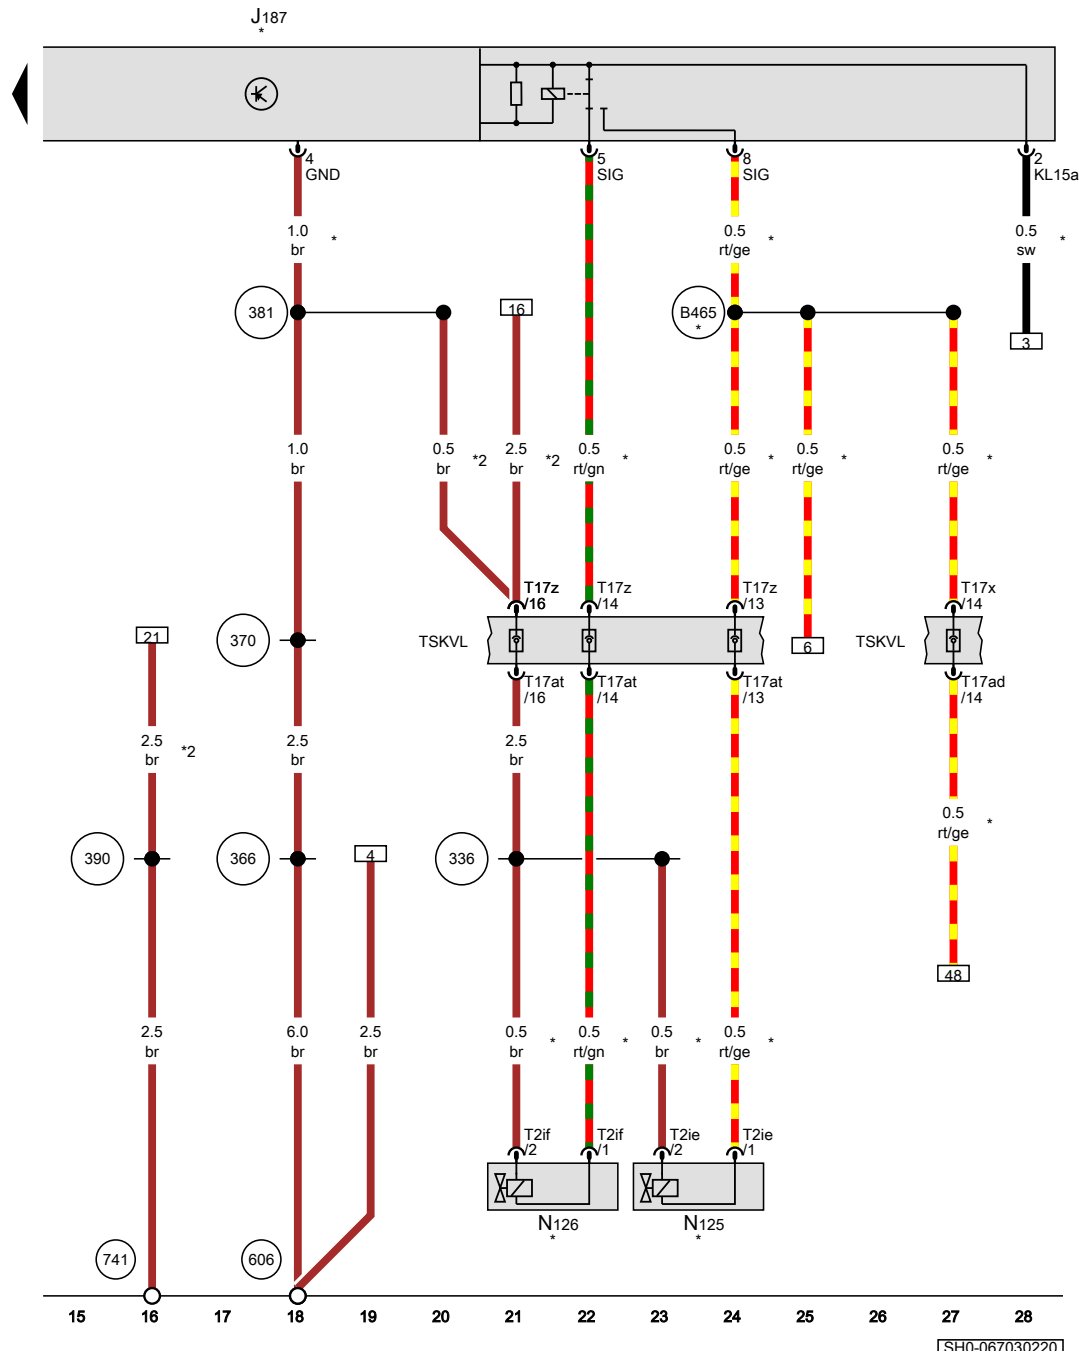 J187
*
4
GND
5
SIG
8
SIG
2
KL15a
1.0
br
*
0.5
rt/ge
*
0.5
sw
*
381
16
B465
*
3
1.0
br
0.5
br
*2
2.5
br
*2
0.5
rt/gn
*
0.5
rt/ge
*
0.5
rt/ge
*
0.5
rt/ge
*
T17z
/16
T17z
/14
T17z
/13
T17x
/14
21
370
TSKVL
6
TSKVL
T17at
/16
T17at
/14
T17at
/13
T17ad
/14
2.5
br
*2
2.5
br
2.5
br
0.5
rt/ge
*
390
366
4
336
48
2.5
br
6.0
br
2.5
br
0.5
br
*
0.5
rt/gn
*
0.5
br
*
0.5
rt/ge
*
T2if
/2
T2if
/1
T2ie
/2
T2ie
/1
N126
*
N125
*
741
606
15 16 17 18 19 20 21 22 23 24 25 26 27 28
SH0-067030220